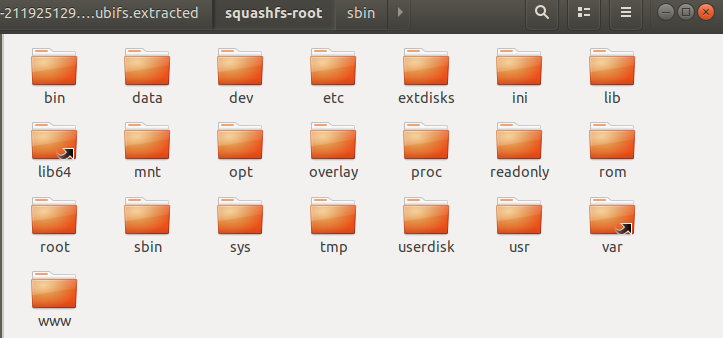 -211925129....ubifs.extracted squashfs-root sbin
bin data dev etc extdisks ini lib
lib64 mnt opt overlay proc readonly rom
root sbin sys tmp userdisk usr var
www